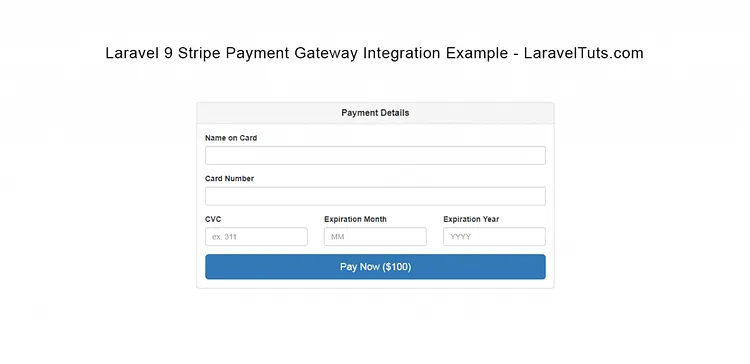 Laravel 9 Stripe Payment Gateway Integration Example - LaravelTuts.com
Payment Details
Name on Card
Card Number
CVC Expiration Month Expiration Year
ex. 311 MM YYYY
Pay Now ($100)